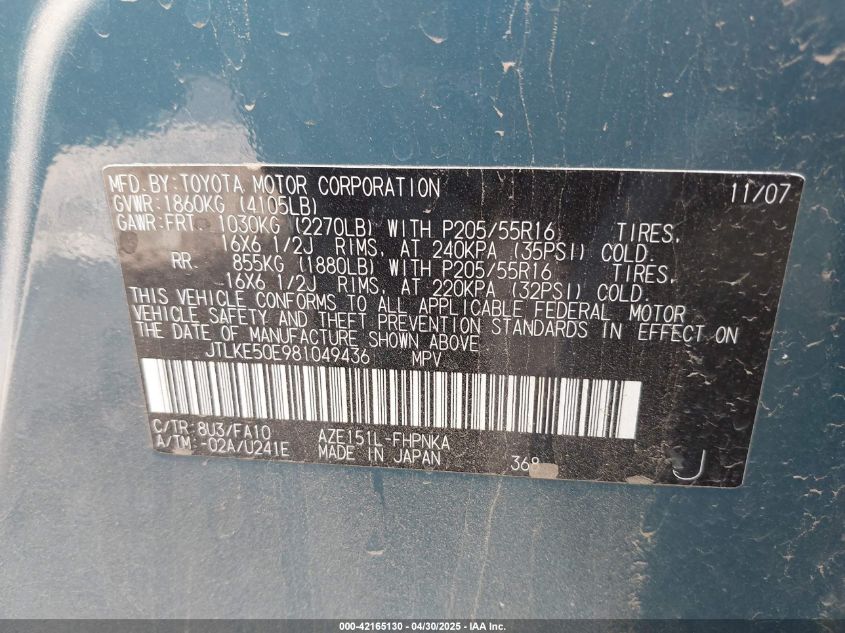 MFD.BY:TOYOTA MOTOR CORPORATION 11/07
GVWR:1860KG (4105LB)
GAWR:FRT. 1030KG (2270LB) WITH P205/55R16 TIRES,
16X6 1/2J RIMS, AT 240KPA (35PSI) COLD.
RR. 855KG (1880LB) WITH P205/55R16 TIRES,
16X6 1/2J RIMS, AT 220KPA (32PSI) COLD.
THIS VEHICLE CONFORMS TO ALL APPLICABLE FEDERAL MOTOR
VEHICLE SAFETY AND THEFT PREVENTION STANDARDS IN EFFECT ON
THE DATE OF MANUFACTURE SHOWN ABOVE.
JTLKE50E981049436 MPV
C/TR:8U3/FA10 AZE151L-FHPNKA
A/TM:-02A/U241E MADE IN JAPAN 368 J
000-42165130 - 04/30/2025 - IAA Inc.